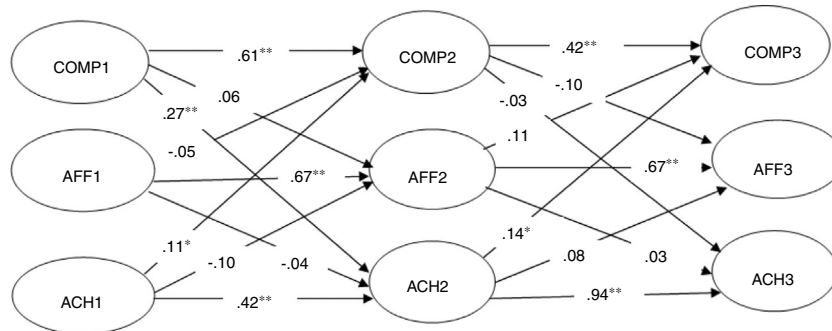 COMP1 .61** COMP2 .42** COMP3
.06 -.10
.27** -.03
-.05 .11
AFF1 .67** AFF2 .67** AFF3
.11* .14*
-.10 -.04 .08 .03
ACH1 .42** ACH2 .94** ACH3